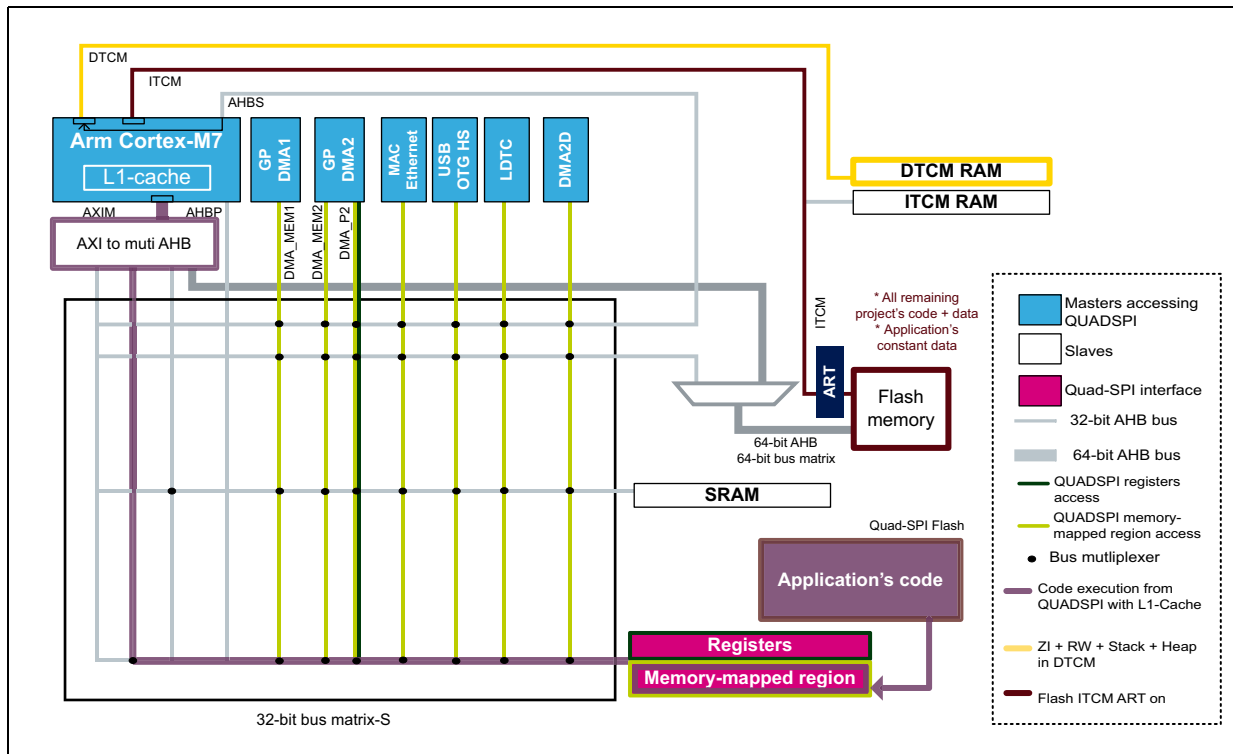 DTCM
ITCM
AHBS
Arm Cortex-M7
L1-cache
GP
DMA1
GP
DMA2
MAC
Ethernet
USB
OTG HS
LDTC
DMA2D
AXIM
AHBP
AXI to muti AHB
DMA_MEM1
DMA_MEM2
DMA_P2
DTCM RAM
ITCM RAM
* All remaining
project's code + data
* Application's
constant data
ITCM
ART
Flash
memory
64-bit AHB
64-bit bus matrix
SRAM
Quad-SPI Flash
Application's code
Registers
Memory-mapped region
32-bit bus matrix-S
Masters accessing
QUADSPI
Slaves
Quad-SPI interface
32-bit AHB bus
64-bit AHB bus
QUADSPI registers
access
QUADSPI memory-
mapped region access
Bus mutliplexer
Code execution from
QUADSPI with L1-Cache
ZI + RW + Stack + Heap
in DTCM
Flash ITCM ART on